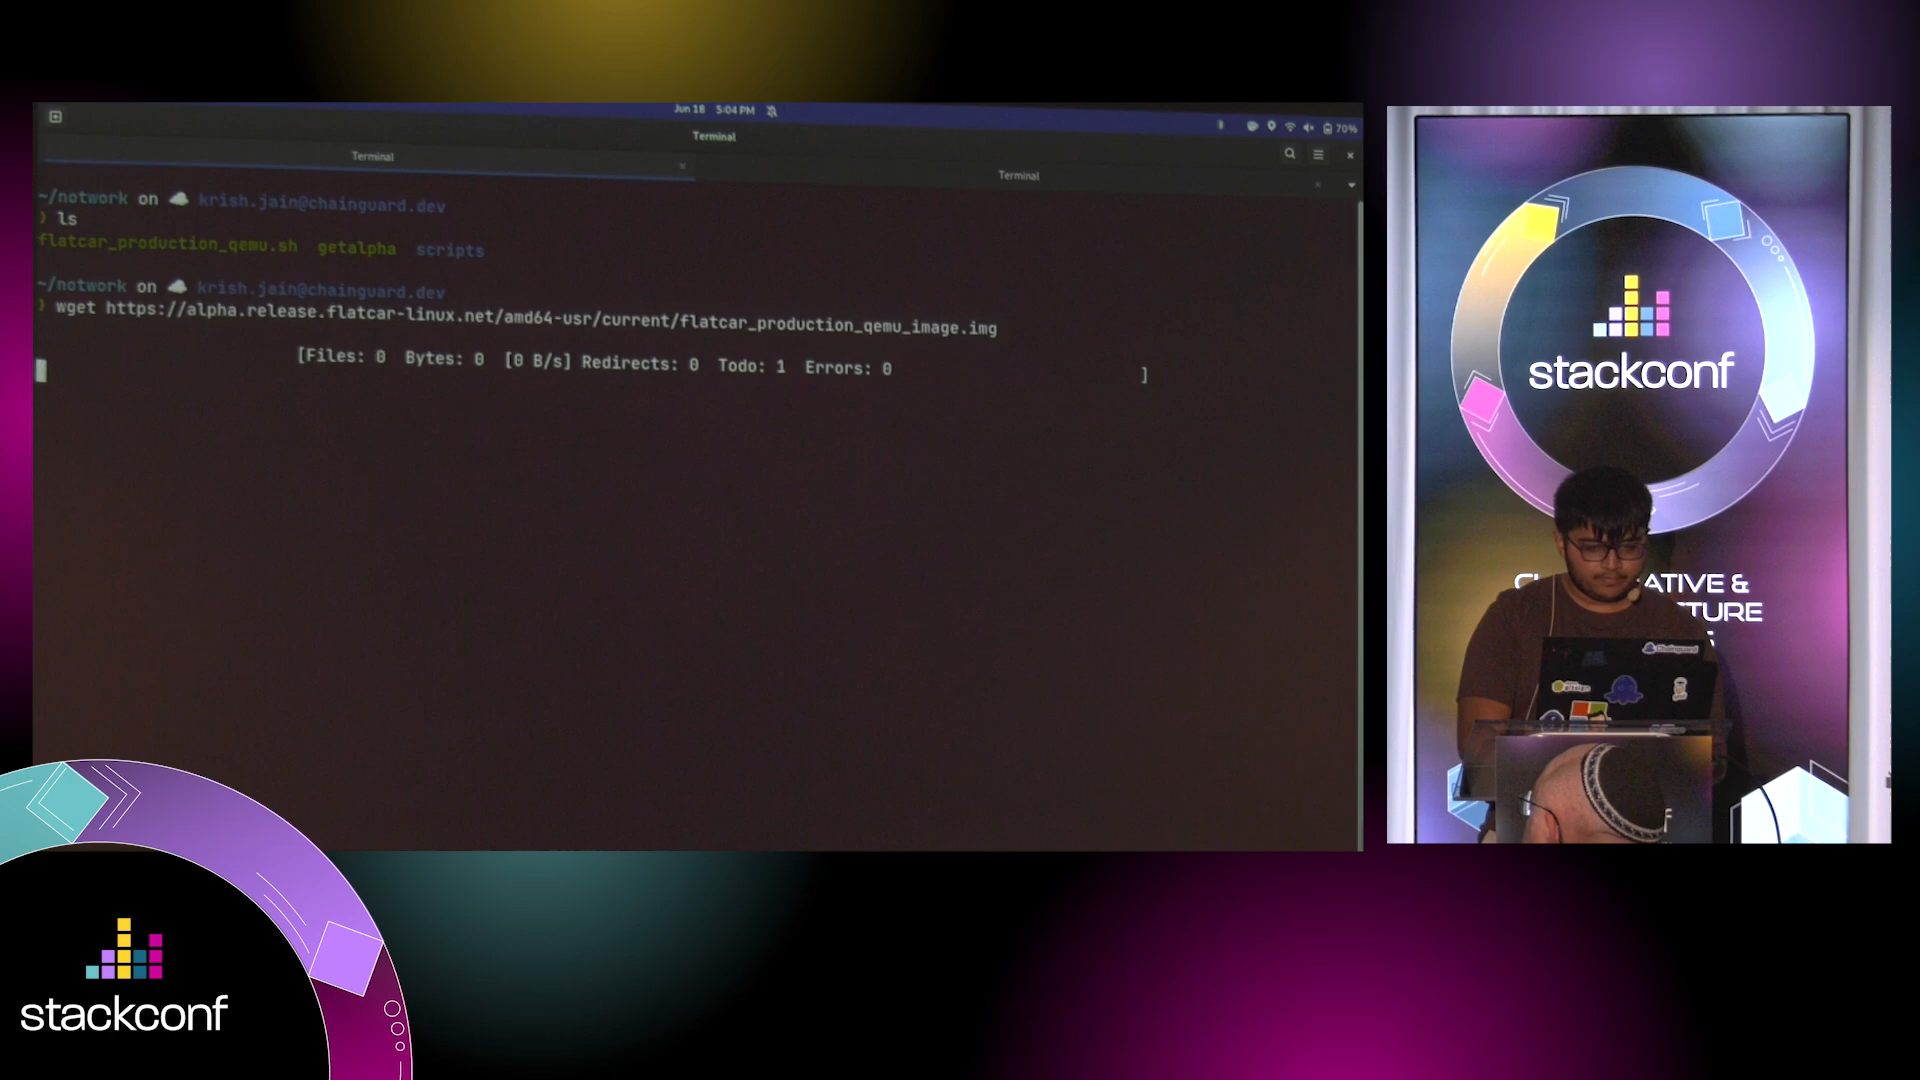 Jun 18 5:04 PM
70%
Terminal
Terminal
Terminal
~/notwork on krish.jain@chainguard.dev
❯ ls
flatcar_production_qemu.sh getalpha scripts
~/notwork on krish.jain@chainguard.dev
❯ wget https://alpha.release.flatcar-linux.net/amd64-usr/current/flatcar_production_qemu_image.img
[Files: 0 Bytes: 0 [0 B/s] Redirects: 0 Todo: 1 Errors: 0 ]
stackconf
ATIVE &
TURE
Chainguard
stackconf